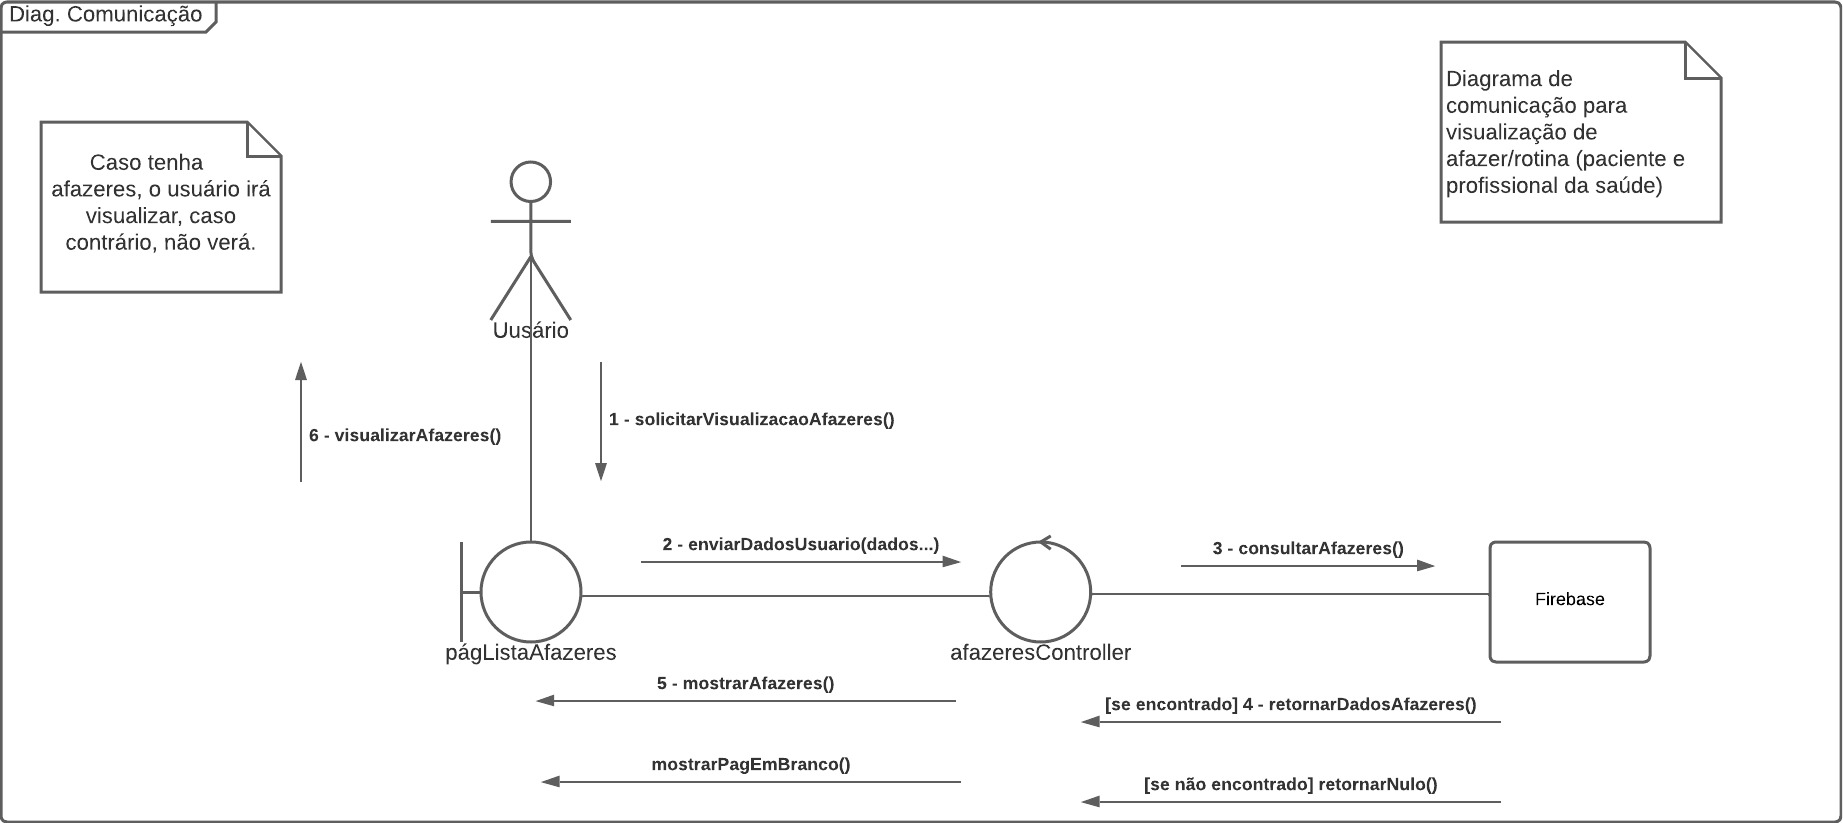 Diag. Comunicação
Diagrama de
comunicação para
visualização de
afazer/rotina (paciente e
profissional da saúde)
Caso tenha
afazeres, o usuário irá
visualizar, caso
contrário, não verá.
Uusário
1 - solicitarVisualizacaoAfazeres()
6 - visualizarAfazeres()
2 - enviarDadosUsuario(dados...)
3 - consultarAfazeres()
Firebase
págListaAfazeres
afazeresController
5 - mostrarAfazeres()
[se encontrado] 4 - retornarDadosAfazeres()
mostrarPagEmBranco()
[se não encontrado] retornarNulo()